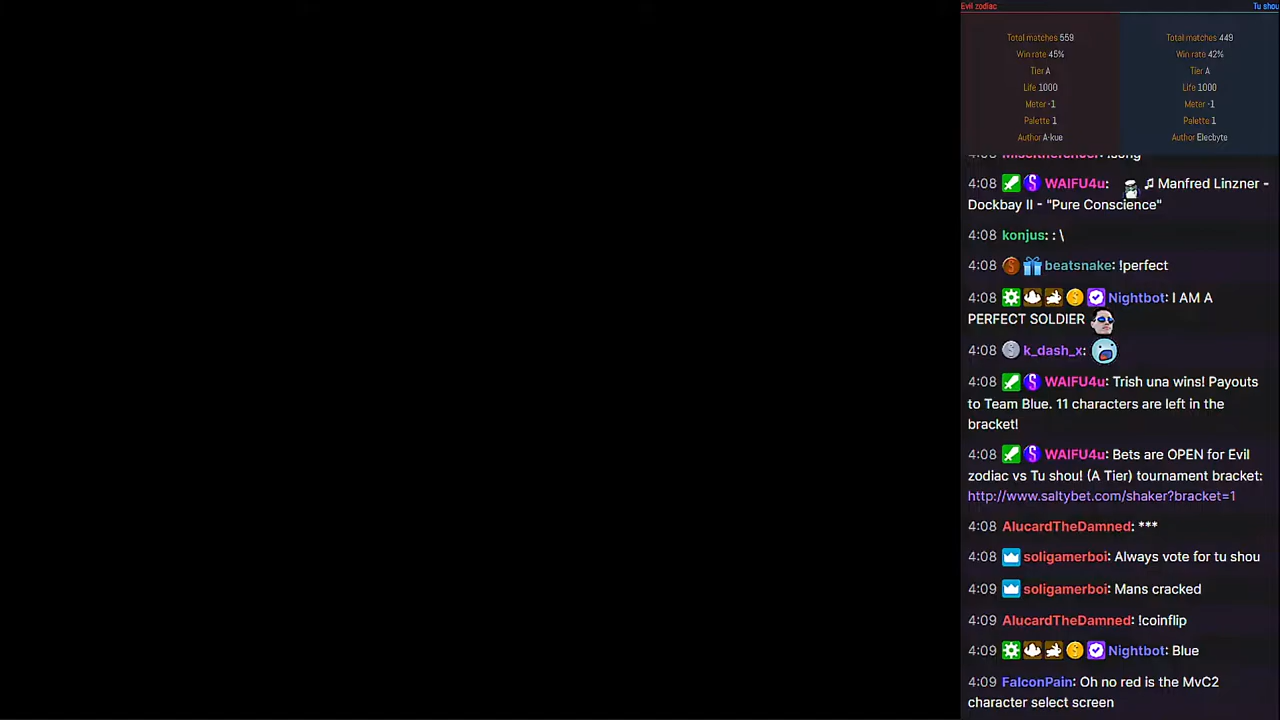 Evil zodiac
Tu shou
Total matches 559
Win rate 45%
Tier A
Life 1000
Meter -1
Palette 1
Author A-kue
Total matches 449
Win rate 42%
Tier A
Life 1000
Meter -1
Palette 1
Author Elecbyte
4:08 WAIFU4u: ♫ Manfred Linzner -
Dockbay II - "Pure Conscience"
4:08 konjus: : \
4:08 beatsnake: !perfect
4:08 Nightbot: I AM A
PERFECT SOLDIER
4:08 k_dash_x:
4:08 WAIFU4u: Trish una wins! Payouts
to Team Blue. 11 characters are left in the
bracket!
4:08 WAIFU4u: Bets are OPEN for Evil
zodiac vs Tu shou! (A Tier) tournament bracket:
http://www.saltybet.com/shaker?bracket=1
4:08 AlucardTheDamned: ***
4:08 soligamerboi: Always vote for tu shou
4:09 soligamerboi: Mans cracked
4:09 AlucardTheDamned: !coinflip
4:09 Nightbot: Blue
4:09 FalconPain: Oh no red is the MvC2
character select screen